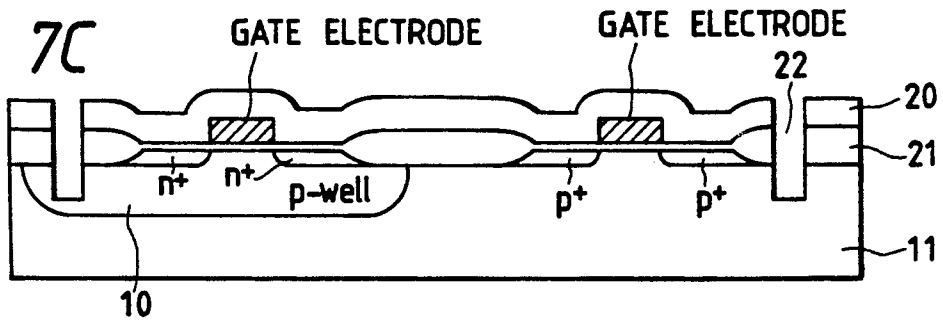 7C
GATE ELECTRODE
GATE ELECTRODE
22
20
21
n+
n+
p-well
p+
p+
10
11